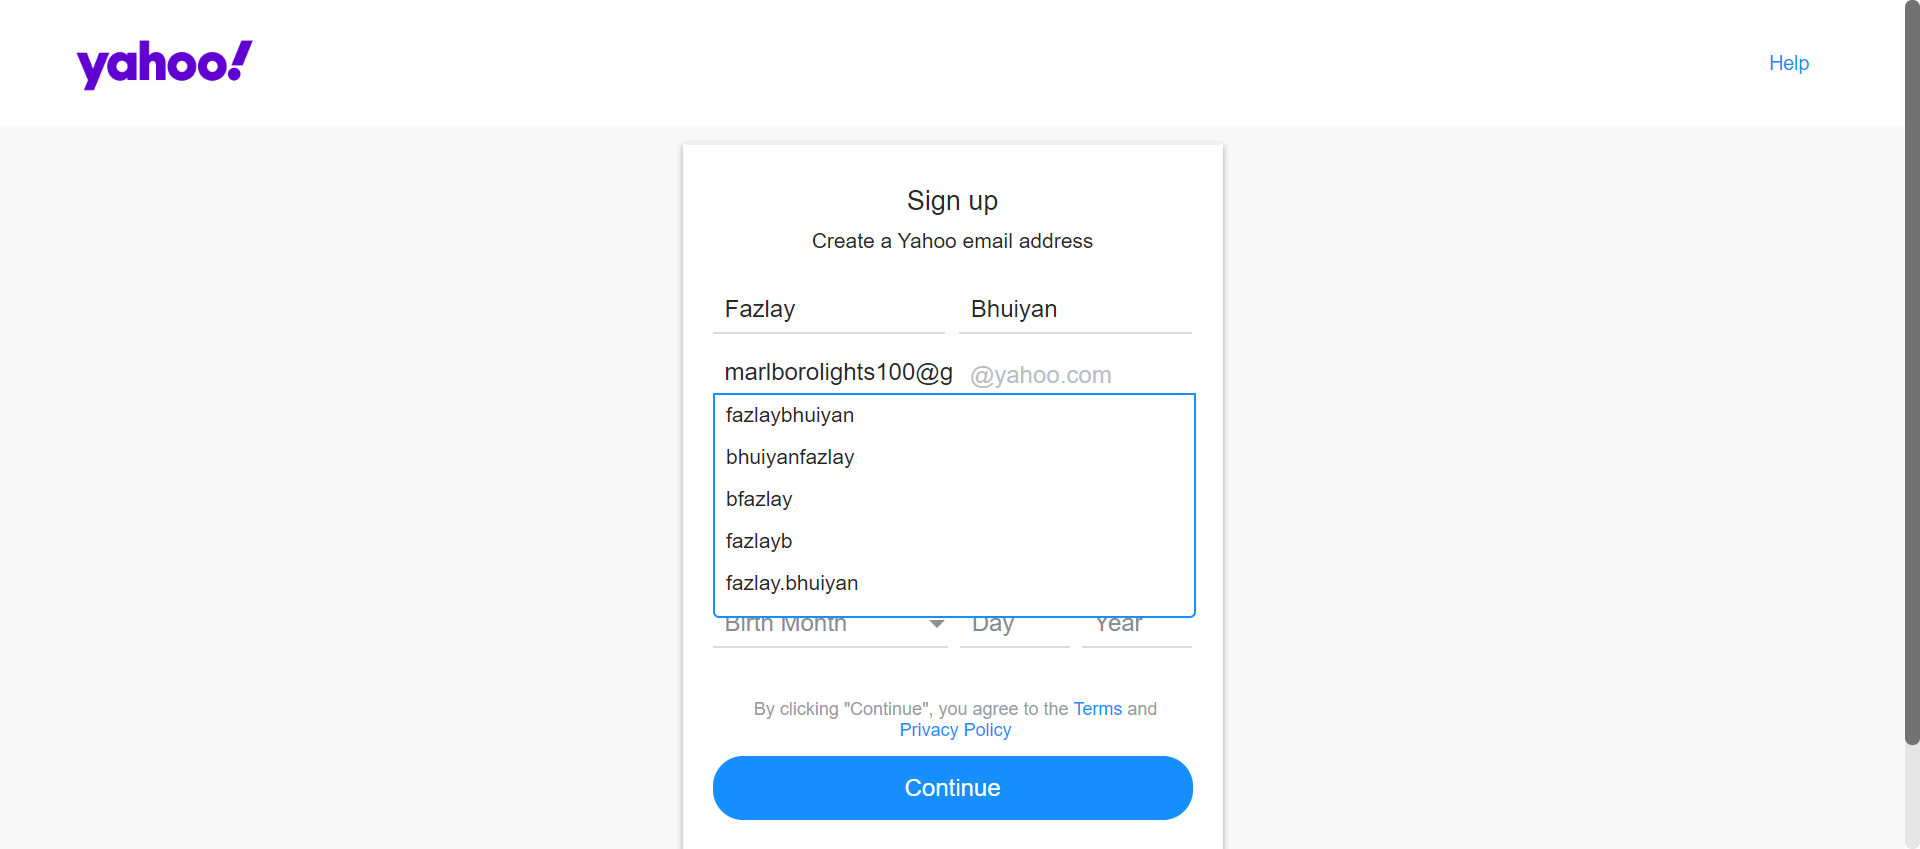 yahoo!
Help
Sign up
Create a Yahoo email address
Fazlay Bhuiyan
marlborolights100@g @yahoo.com
fazlaybhuiyan
bhuiyanfazlay
bfazlay
fazlayb
fazlay.bhuiyan
Birth Month Day Year
By clicking "Continue", you agree to the Terms and
Privacy Policy
Continue